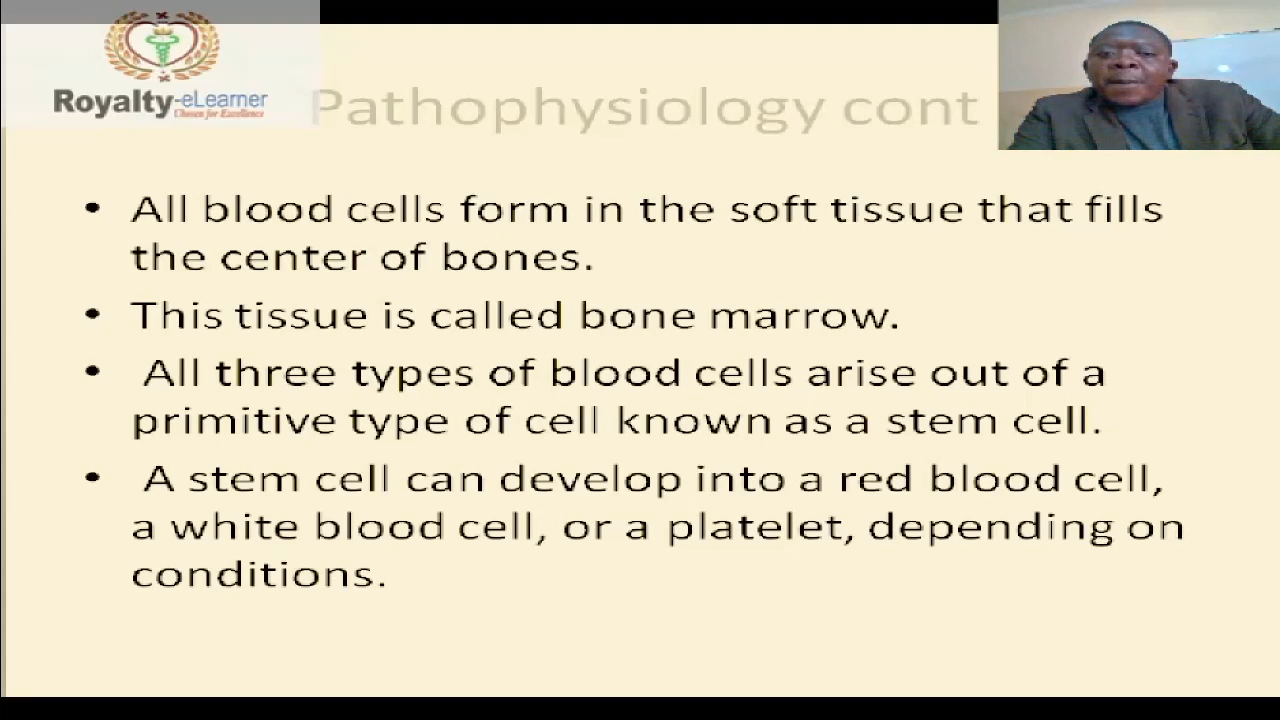 Royalty-eLearner
Chosen for Excellence
Pathophysiology cont
• All blood cells form in the soft tissue that fills
the center of bones.
• This tissue is called bone marrow.
• All three types of blood cells arise out of a
primitive type of cell known as a stem cell.
• A stem cell can develop into a red blood cell,
a white blood cell, or a platelet, depending on
conditions.